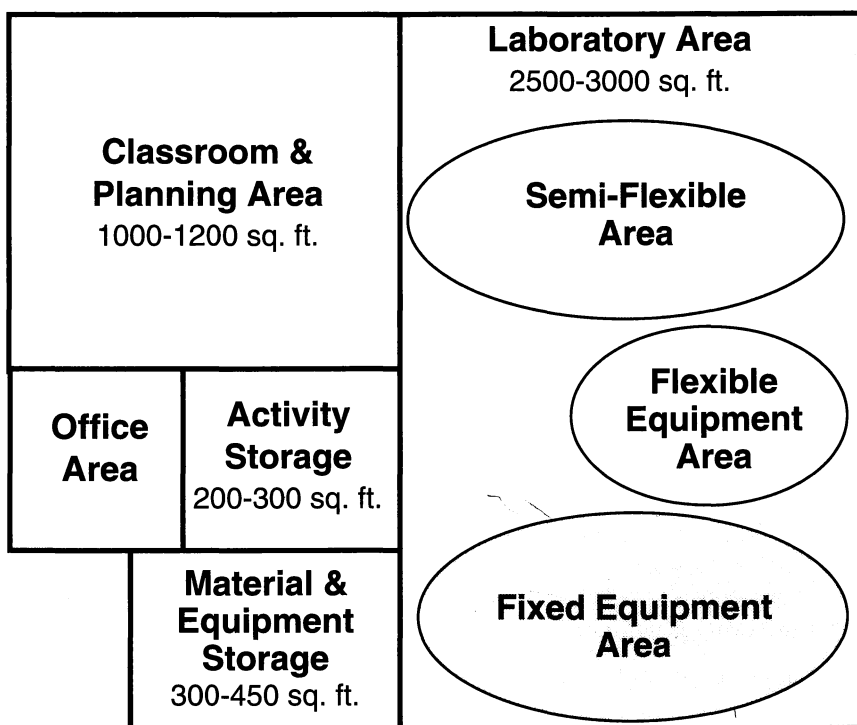 Classroom &
Planning Area
1000-1200 sq. ft.
Office
Area
Activity
Storage
200-300 sq. ft.
Material &
Equipment
Storage
300-450 sq. ft.
Laboratory Area
2500-3000 sq. ft.
Semi-Flexible
Area
Flexible
Equipment
Area
Fixed Equipment
Area